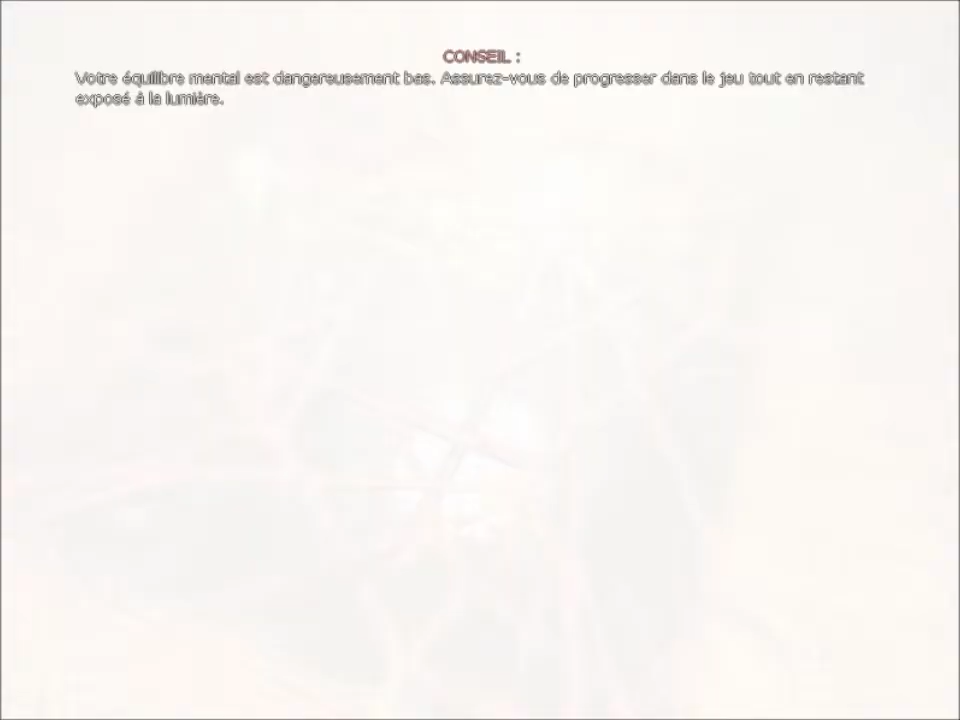 CONSEIL :
Votre équilibre mental est dangereusement bas. Assurez-vous de progresser dans le jeu tout en restant
exposé à la lumière.